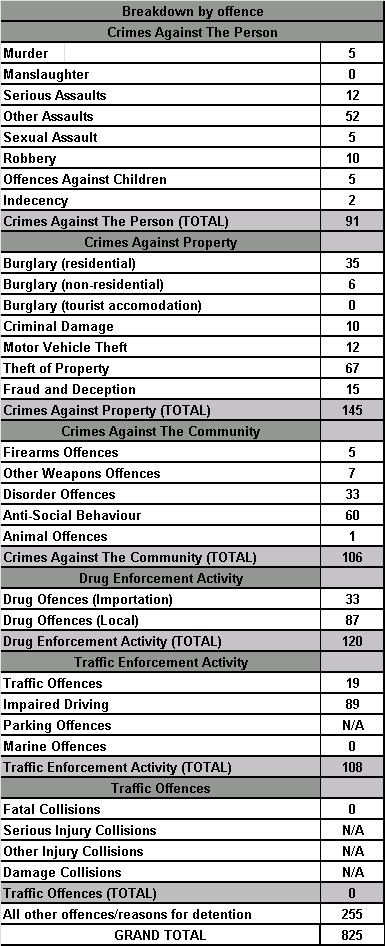 Breakdown by offence
Crimes Against The Person
Murder 5
Manslaughter 0
Serious Assaults 12
Other Assaults 52
Sexual Assault 5
Robbery 10
Offences Against Children 5
Indecency 2
Crimes Against The Person (TOTAL) 91
Crimes Against Property
Burglary (residential) 35
Burglary (non-residential) 6
Burglary (tourist accomodation) 0
Criminal Damage 10
Motor Vehicle Theft 12
Theft of Property 67
Fraud and Deception 15
Crimes Against Property (TOTAL) 145
Crimes Against The Community
Firearms Offences 5
Other Weapons Offences 7
Disorder Offences 33
Anti-Social Behaviour 60
Animal Offences 1
Crimes Against The Community (TOTAL) 106
Drug Enforcement Activity
Drug Ofences (Importation) 33
Drug Offences (Local) 87
Drug Enforcement Activity (TOTAL) 120
Traffic Enforcement Activity
Traffic Offences 19
Impaired Driving 89
Parking Offences N/A
Marine Offences 0
Traffic Enforcement Activity (TOTAL) 108
Traffic Offences
Fatal Collisions 0
Serious Injury Collisions N/A
Other Injury Collisions N/A
Damage Collisions N/A
Traffic Offences (TOTAL) 0
All other offences/reasons for detention 255
GRAND TOTAL 825